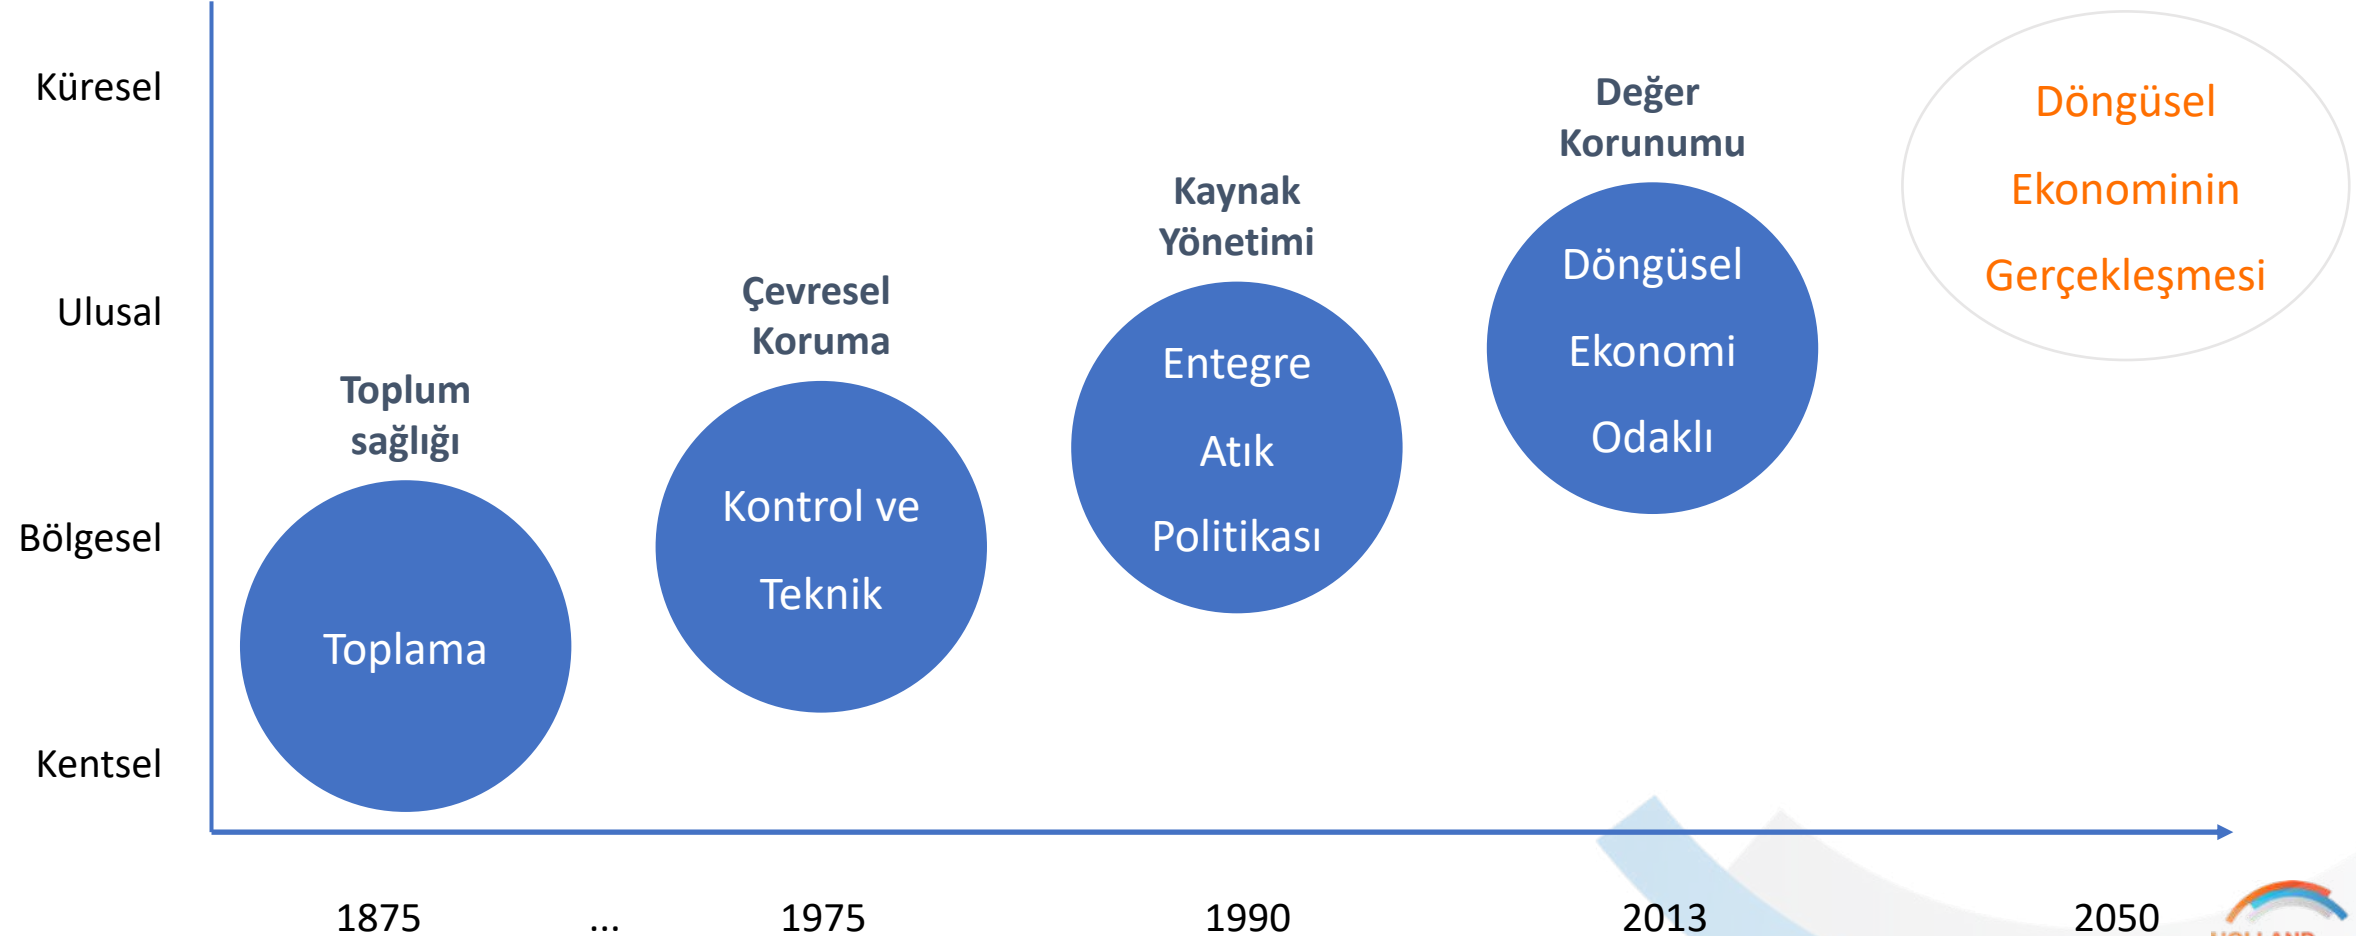 Küresel
Ulusal
Bölgesel
Kentsel
Toplum
sağlığı
Toplama
Çevresel
Koruma
Kontrol ve
Teknik
Kaynak
Yönetimi
Entegre
Atık
Politikası
Değer
Korunumu
Döngüsel
Ekonomi
Odaklı
Döngüsel
Ekonominin
Gerçekleşmesi
1875
...
1975
1990
2013
2050
HOLLAND